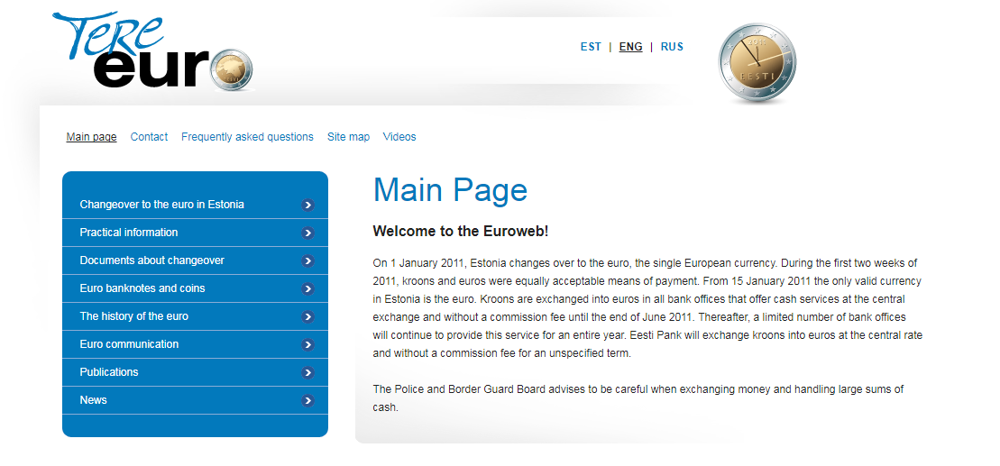 Tere
euro
EST | ENG | RUS
2011
EESTI
Main page Contact Frequently asked questions Site map Videos
Changeover to the euro in Estonia
Practical information
Documents about changeover
Euro banknotes and coins
The history of the euro
Euro communication
Publications
News
Main Page
Welcome to the Euroweb!
On 1 January 2011, Estonia changes over to the euro, the single European currency. During the first two weeks of
2011, kroons and euros were equally acceptable means of payment. From 15 January 2011 the only valid currency
in Estonia is the euro. Kroons are exchanged into euros in all bank offices that offer cash services at the central
exchange and without a commission fee until the end of June 2011. Thereafter, a limited number of bank offices
will continue to provide this service for an entire year. Eesti Pank will exchange kroons into euros at the central rate
and without a commission fee for an unspecified term.
The Police and Border Guard Board advises to be careful when exchanging money and handling large sums of
cash.